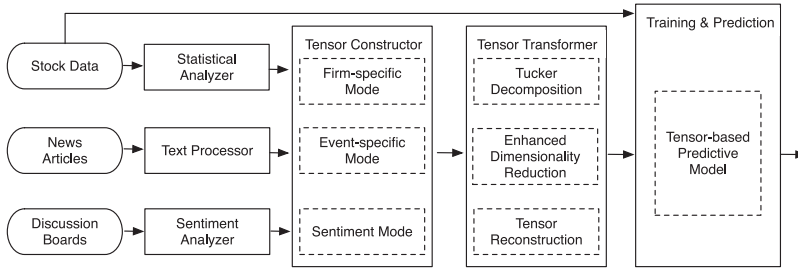 Training & Prediction
Tensor Constructor
Tensor Transformer
Stock Data
Statistical
Analyzer
Firm-specific
Mode
Tucker
Decomposition
News
Articles
Text Processor
Event-specific
Mode
Enhanced
Dimensionality
Reduction
Tensor-based
Predictive
Model
Discussion
Boards
Sentiment
Analyzer
Sentiment Mode
Tensor
Reconstruction